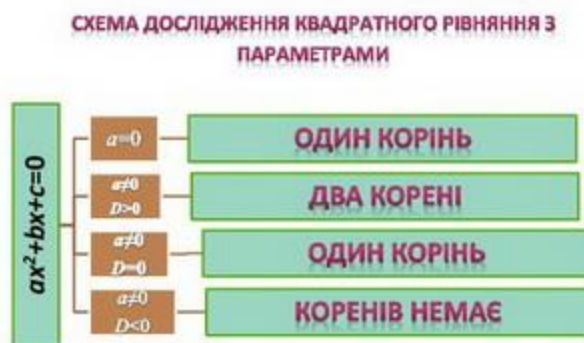 СХЕМА ДОСЛІДЖЕННЯ КВАДРАТНОГО РІВНЯННЯ З
ПАРАМЕТРАМИ
ax²+bx+c=0
a=0
ОДИН КОРІНЬ
a≠0
D>0
ДВА КОРЕНІ
a≠0
D=0
ОДИН КОРІНЬ
a≠0
D<0
КОРЕНІВ НЕМАЄ